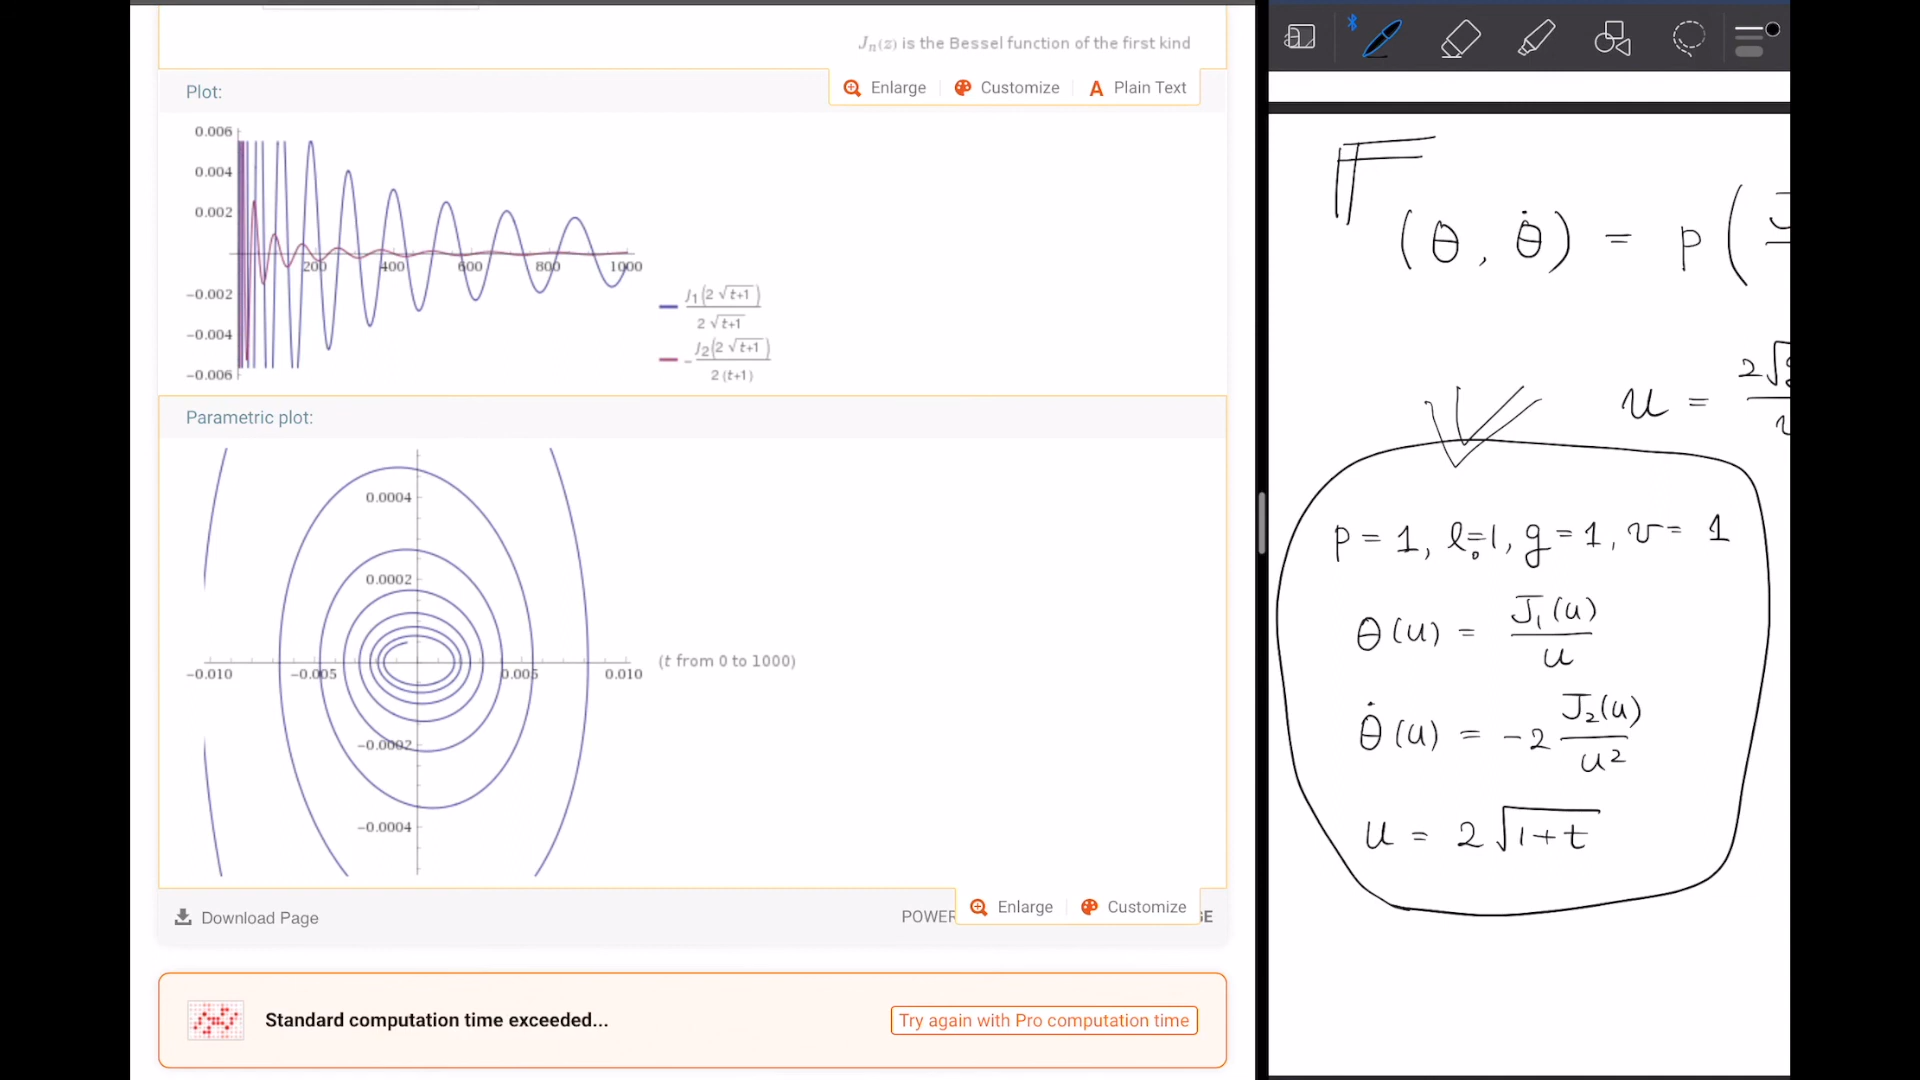 Jn(z) is the Bessel function of the first kind
Plot:
Enlarge
Customize
A Plain Text
0.006
0.004
0.002
−0.002
−0.004
−0.006
200
400
600
800
1000
J1(2 √t+1)
2 √t+1
− J2(2 √t+1)
2 (t+1)
Parametric plot:
0.0004
0.0002
−0.0002
−0.0004
−0.010
−0.005
0.005
0.010
(t from 0 to 1000)
Enlarge
Customize
Download Page
POWER
GE
Standard computation time exceeded...
Try again with Pro computation time
(θ, θ̇) = p (
u = 2√
p = 1, l₀=1, g = 1, v = 1
θ(u) = J₁(u)
u
θ̇(u) = -2 J₂(u)
u²
u = 2 √1+t